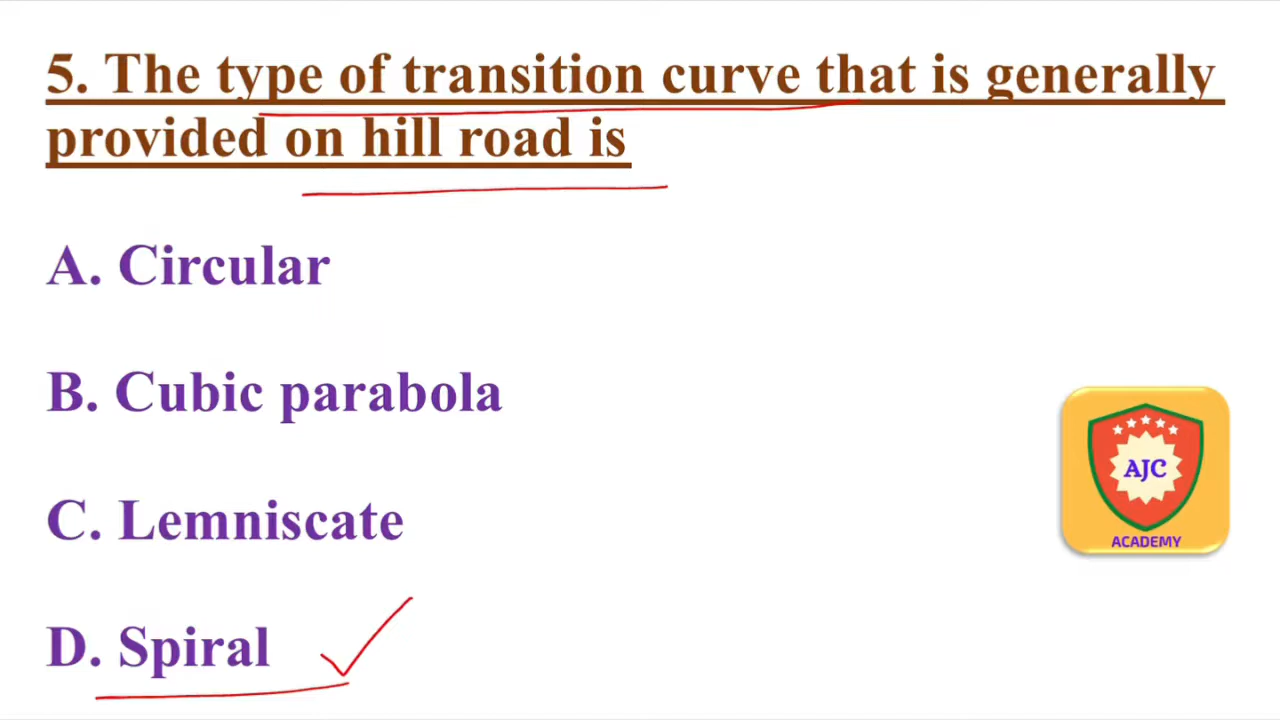 5. The type of transition curve that is generally
provided on hill road is
A. Circular
B. Cubic parabola
C. Lemniscate
D. Spiral
AJC
ACADEMY